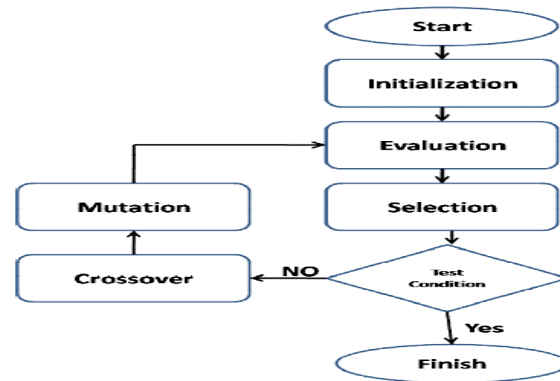 Start
Initialization
Evaluation
Mutation
Selection
Crossover
NO
Test
Condition
Yes
Finish